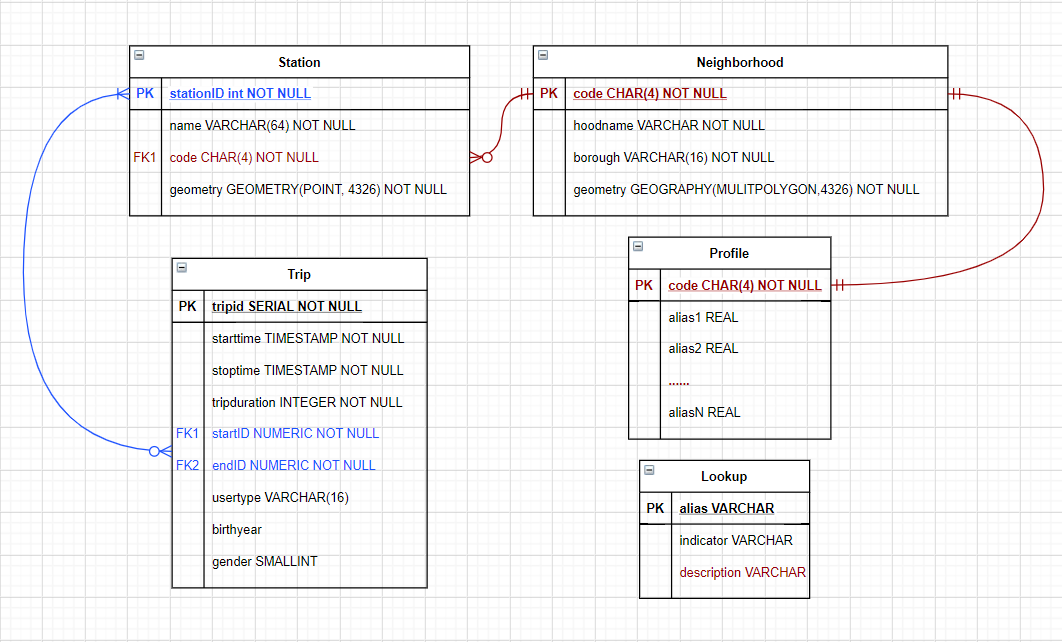 Station
PK stationID int NOT NULL
name VARCHAR(64) NOT NULL
FK1 code CHAR(4) NOT NULL
geometry GEOMETRY(POINT, 4326) NOT NULL
Neighborhood
PK code CHAR(4) NOT NULL
hoodname VARCHAR NOT NULL
borough VARCHAR(16) NOT NULL
geometry GEOGRAPHY(MULITPOLYGON,4326) NOT NULL
Trip
PK tripid SERIAL NOT NULL
starttime TIMESTAMP NOT NULL
stoptime TIMESTAMP NOT NULL
tripduration INTEGER NOT NULL
FK1 startID NUMERIC NOT NULL
FK2 endID NUMERIC NOT NULL
usertype VARCHAR(16)
birthyear
gender SMALLINT
Profile
PK code CHAR(4) NOT NULL
alias1 REAL
alias2 REAL
......
aliasN REAL
Lookup
PK alias VARCHAR
indicator VARCHAR
description VARCHAR